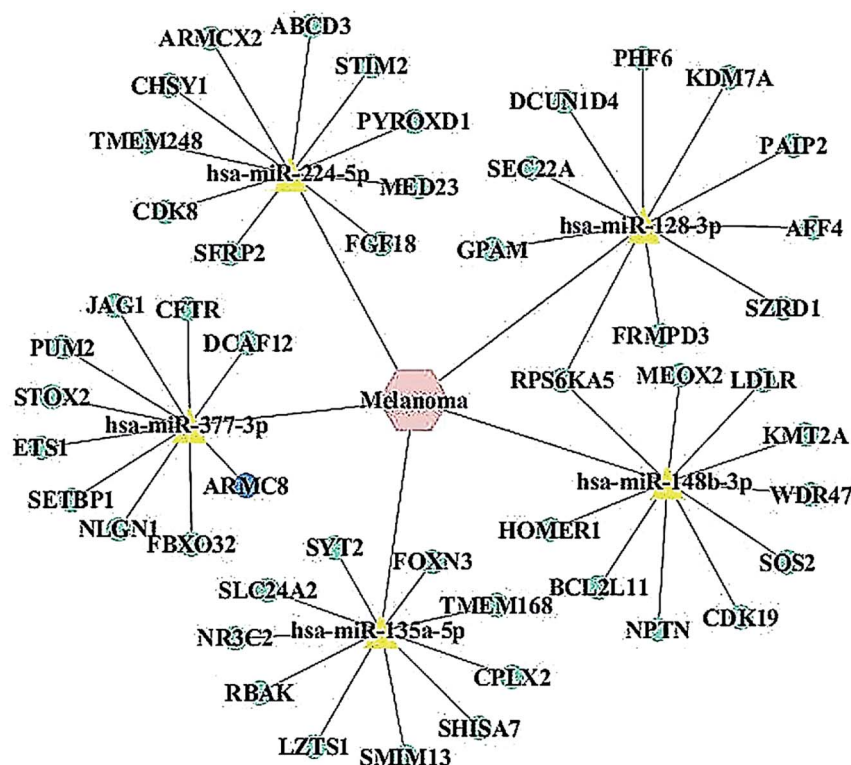 ABCD3
ARMCX2
STIM2
CHSY1
PYROXD1
TMEM248
hsa-miR-224-5p
MED23
CDK8
SFRP2
FGF18
PHF6
KDM7A
DCUN1D4
PAIP2
SEC22A
hsa-miR-128-3p
AFF4
GPAM
SZRD1
FRMPD3
JAG1
CFTR
PUM2
DCAF12
STOX2
hsa-miR-377-3p
ETS1
ARMC8
SETBP1
NLGN1
FBXO32
Melanoma
RPS6KA5
MEOX2
LDLR
KMT2A
hsa-miR-148b-3p
WDR47
HOMER1
SOS2
BCL2L11
CDK19
NPTN
SYT2
FOXN3
SLC24A2
TMEM168
NR3C2
hsa-miR-135a-5p
CPLX2
RBAK
SHISA7
LZTS1
SMIM13